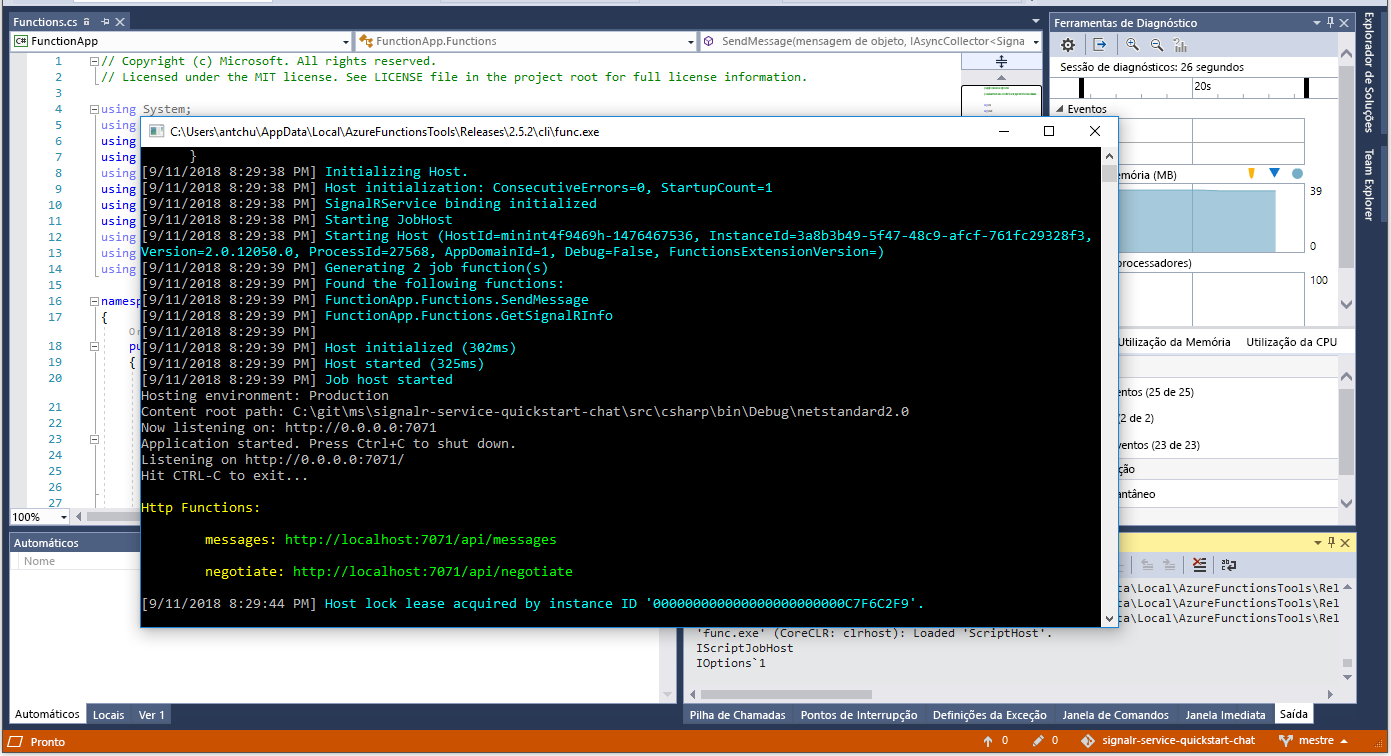 Functions.cs
FunctionApp
FunctionApp.Functions
SendMessage(mensagem de objeto, IAsyncCollector<Signa
1 // Copyright (c) Microsoft. All rights reserved.
2 // Licensed under the MIT license. See LICENSE file in the project root for full license information.
3
4 using System;
5 using
6 using
7 using
8 using
9 using
10 using
11 using
12 using
13 using
14 using
15
16 namesp
17 {
18 pu
19 {
20
21
22
23
24
25
26
27
100%
C:\Users\antchu\AppData\Local\AzureFunctionsTools\Releases\2.5.2\cli\func.exe
}
[9/11/2018 8:29:38 PM] Initializing Host.
[9/11/2018 8:29:38 PM] Host initialization: ConsecutiveErrors=0, StartupCount=1
[9/11/2018 8:29:38 PM] SignalRService binding initialized
[9/11/2018 8:29:38 PM] Starting JobHost
[9/11/2018 8:29:38 PM] Starting Host (HostId=minint4f9469h-1476467536, InstanceId=3a8b3b49-5f47-48c9-afcf-761fc29328f3,
Version=2.0.12050.0, ProcessId=27568, AppDomainId=1, Debug=False, FunctionsExtensionVersion=)
[9/11/2018 8:29:39 PM] Generating 2 job function(s)
[9/11/2018 8:29:39 PM] Found the following functions:
[9/11/2018 8:29:39 PM] FunctionApp.Functions.SendMessage
[9/11/2018 8:29:39 PM] FunctionApp.Functions.GetSignalRInfo
[9/11/2018 8:29:39 PM]
[9/11/2018 8:29:39 PM] Host initialized (302ms)
[9/11/2018 8:29:39 PM] Host started (325ms)
[9/11/2018 8:29:39 PM] Job host started
Hosting environment: Production
Content root path: C:\git\ms\signalr-service-quickstart-chat\src\csharp\bin\Debug\netstandard2.0
Now listening on: http://0.0.0.0:7071
Application started. Press Ctrl+C to shut down.
Listening on http://0.0.0.0:7071/
Hit CTRL-C to exit...
Http Functions:
messages: http://localhost:7071/api/messages
negotiate: http://localhost:7071/api/negotiate
[9/11/2018 8:29:44 PM] Host lock lease acquired by instance ID '000000000000000000000000C7F6C2F9'.
Ferramentas de Diagnóstico
Sessão de diagnósticos: 26 segundos
20s
Eventos
emória (MB)
39
0
processadores)
100
Utilização da Memória
Utilização da CPU
entos (25 de 25)
(2 de 2)
ventos (23 de 23)
ção
antâneo
Explorador de Soluções
Team Explorer
Automáticos
Nome
ca\Local\AzureFunctionsTools\Rel
ca\Local\AzureFunctionsTools\Rel
ca\Local\AzureFunctionsTools\Rel
'func.exe' (CoreCLR: clrhost): Loaded 'ScriptHost'.
IScriptJobHost
IOptions`1
Automáticos
Locais
Ver 1
Pilha de Chamadas
Pontos de Interrupção
Definições da Exceção
Janela de Comandos
Janela Imediata
Saída
Pronto
0
0
signalr-service-quickstart-chat
mestre